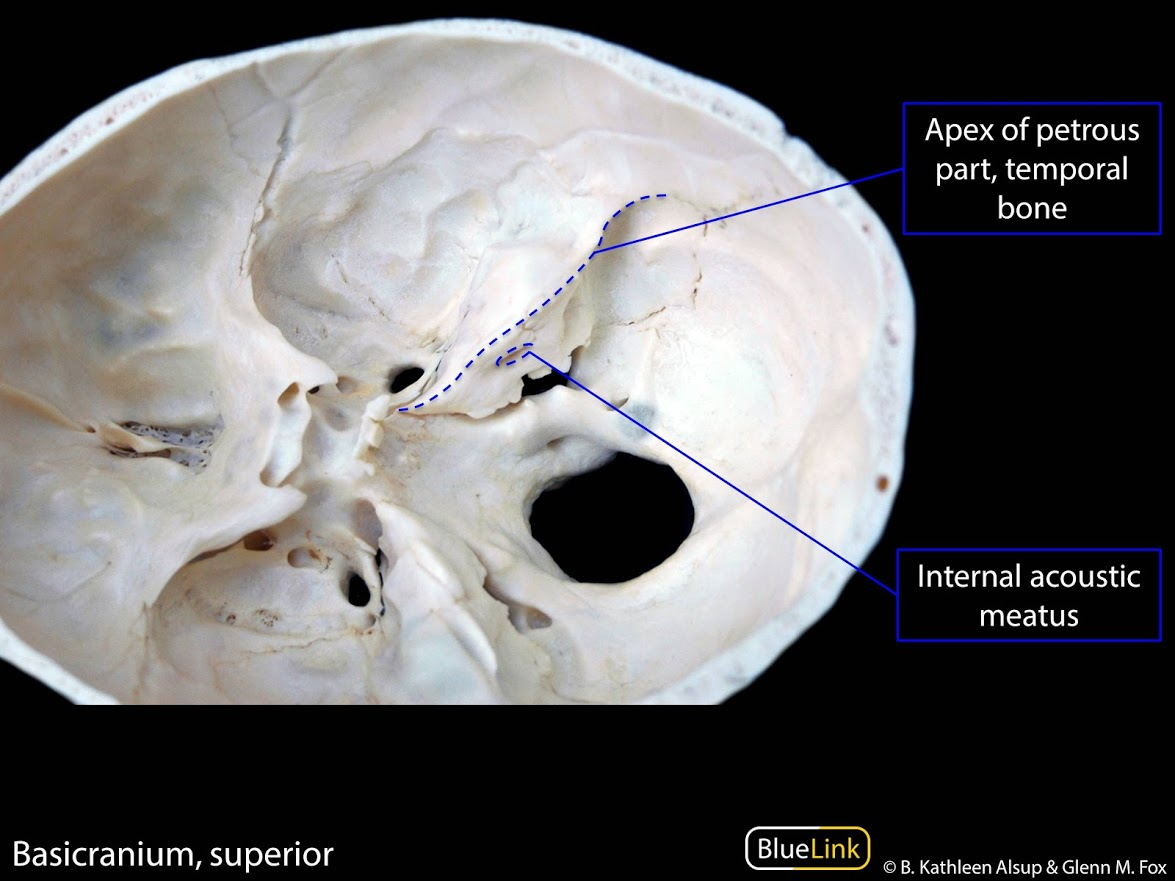 Apex of petrous
part, temporal
bone
Internal acoustic
meatus
Basicranium, superior
BlueLink
© B. Kathleen Alsup & Glenn M. Fox